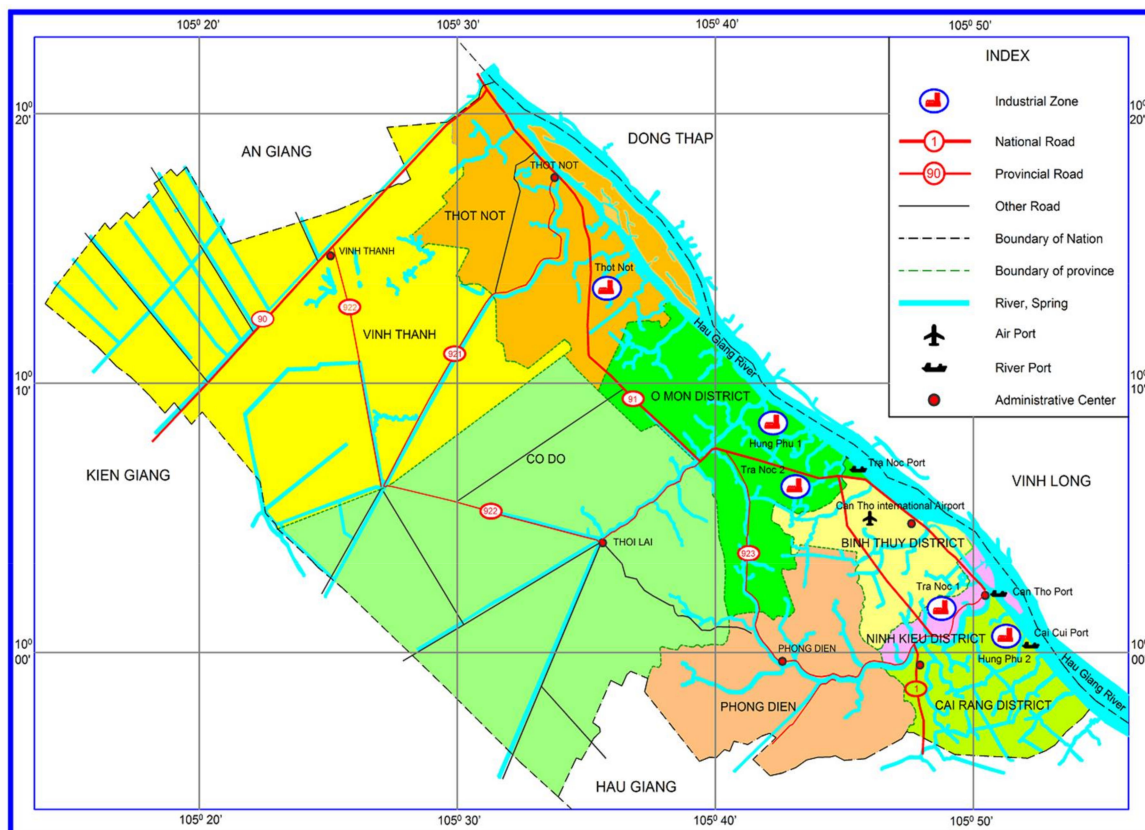 105⁰ 20'
105⁰ 30'
105⁰ 40'
105⁰ 50'
10⁰
20'
10⁰
20'
INDEX
Industrial Zone
1
National Road
90
Provincial Road
Other Road
Boundary of Nation
Boundary of province
River, Spring
Air Port
River Port
Administrative Center
AN GIANG
DONG THAP
THOT NOT
THOT NOT
VINH THANH
Thot Not
922
90
VINH THANH
921
Hau Giang River
10⁰
10'
10⁰
10'
91
O MON DISTRICT
Hung Phu 1
KIEN GIANG
CO DO
Tra Noc 2
Tra Noc Port
VINH LONG
Can Tho international Airport
922
BINH THUY DISTRICT
THOI LAI
923
Tra Noc 1
Can Tho Port
Cai Cui Port
NINH KIEU DISTRICT
Hung Phu 2
10⁰
00'
10⁰
00'
PHONG DIEN
Hau Giang River
1
PHONG DIEN
CAI RANG DISTRICT
HAU GIANG
105⁰ 20'
105⁰ 30'
105⁰ 40'
105⁰ 50'